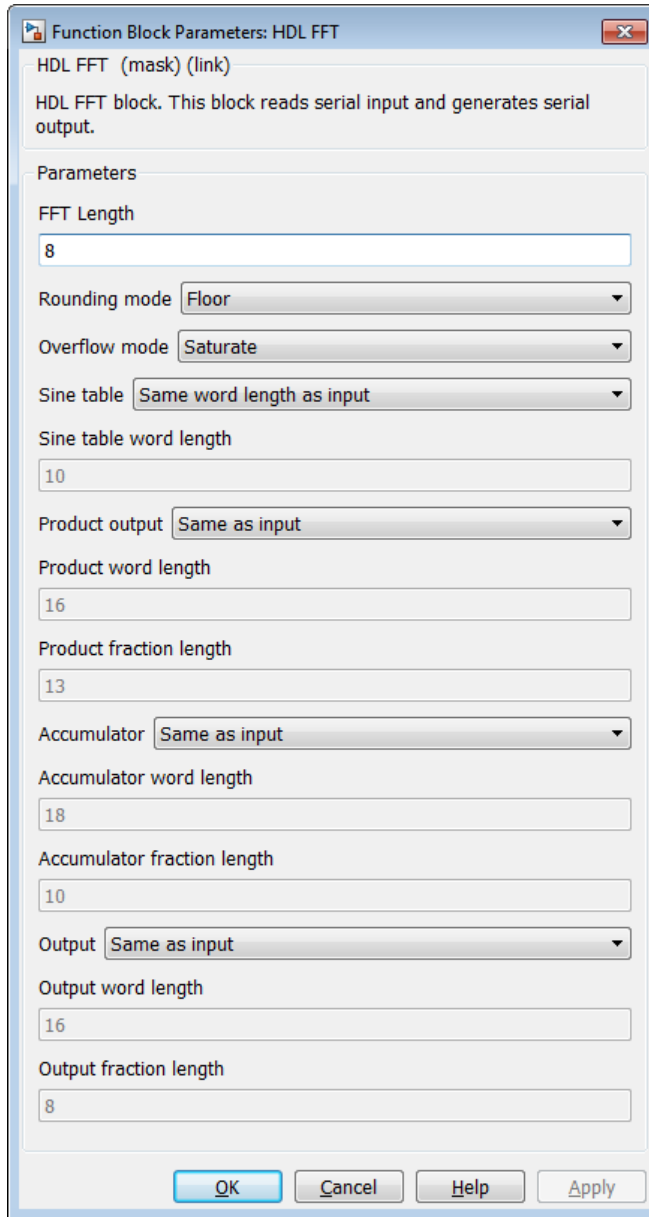 Function Block Parameters: HDL FFT
HDL FFT (mask) (link)
HDL FFT block. This block reads serial input and generates serial
output.
Parameters
FFT Length
8
Rounding mode Floor
Overflow mode Saturate
Sine table Same word length as input
Sine table word length
10
Product output Same as input
Product word length
16
Product fraction length
13
Accumulator Same as input
Accumulator word length
18
Accumulator fraction length
10
Output Same as input
Output word length
16
Output fraction length
8
OK Cancel Help Apply